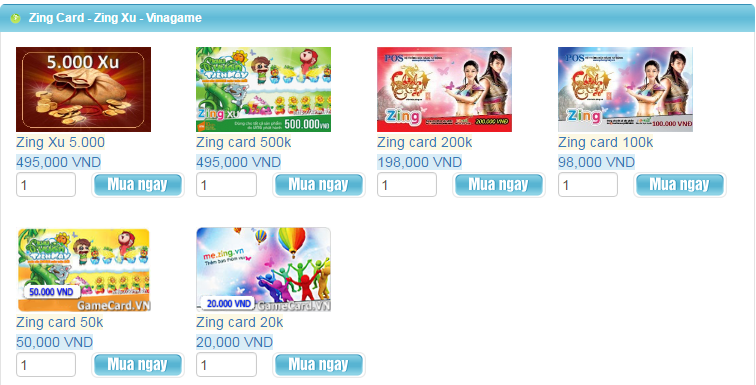 Zing Card - Zing Xu - Vinagame
5.000 Xu
Zing Xu 5.000
495,000 VND
1
Mua ngay
Zing xu
500.000VNĐ
Zing card 500k
495,000 VND
1
Mua ngay
POS
Zing
200.000 VNĐ
Zing card 200k
198,000 VND
1
Mua ngay
POS
Zing
100.000 VNĐ
Zing card 100k
98,000 VND
1
Mua ngay
50.000 VND
GameCard.VN
Zing card 50k
50,000 VND
1
Mua ngay
me.zing.vn
20.000 VND
GameCard.VN
Zing card 20k
20,000 VND
1
Mua ngay